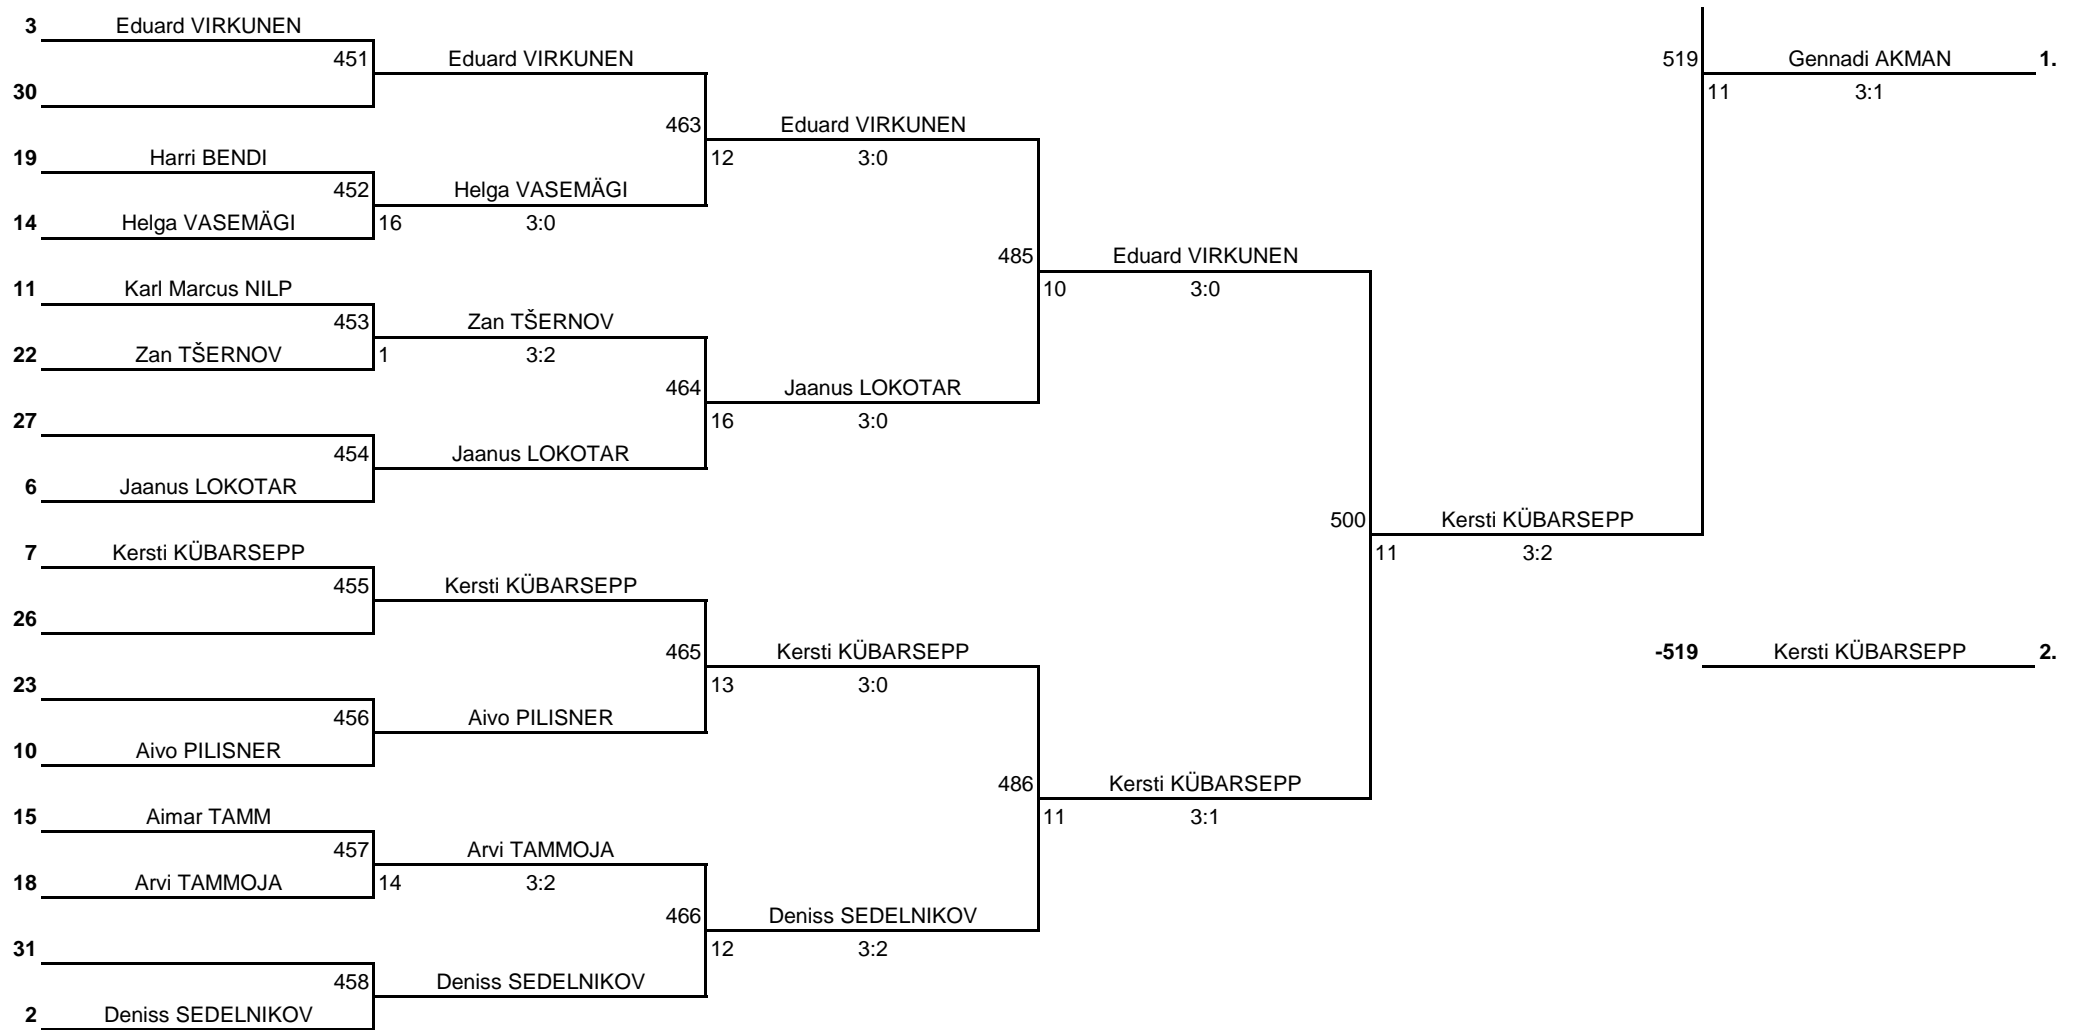 3 Eduard VIRKUNEN
451 Eduard VIRKUNEN 519 Gennadi AKMAN 1.
30 11 3:1
463 Eduard VIRKUNEN
19 Harri BENDI 12 3:0
452 Helga VASEMÄGI
14 Helga VASEMÄGI 16 3:0
485 Eduard VIRKUNEN
11 Karl Marcus NILP 10 3:0
453 Zan TŠERNOV
22 Zan TŠERNOV 1 3:2
464 Jaanus LOKOTAR
27 16 3:0
454 Jaanus LOKOTAR
6 Jaanus LOKOTAR
500 Kersti KÜBARSEPP
7 Kersti KÜBARSEPP 11 3:2
455 Kersti KÜBARSEPP
26
465 Kersti KÜBARSEPP -519 Kersti KÜBARSEPP 2.
23 13 3:0
456 Aivo PILISNER
10 Aivo PILISNER
486 Kersti KÜBARSEPP
15 Aimar TAMM 11 3:1
457 Arvi TAMMOJA
18 Arvi TAMMOJA 14 3:2
466 Deniss SEDELNIKOV
31 12 3:2
458 Deniss SEDELNIKOV
2 Deniss SEDELNIKOV